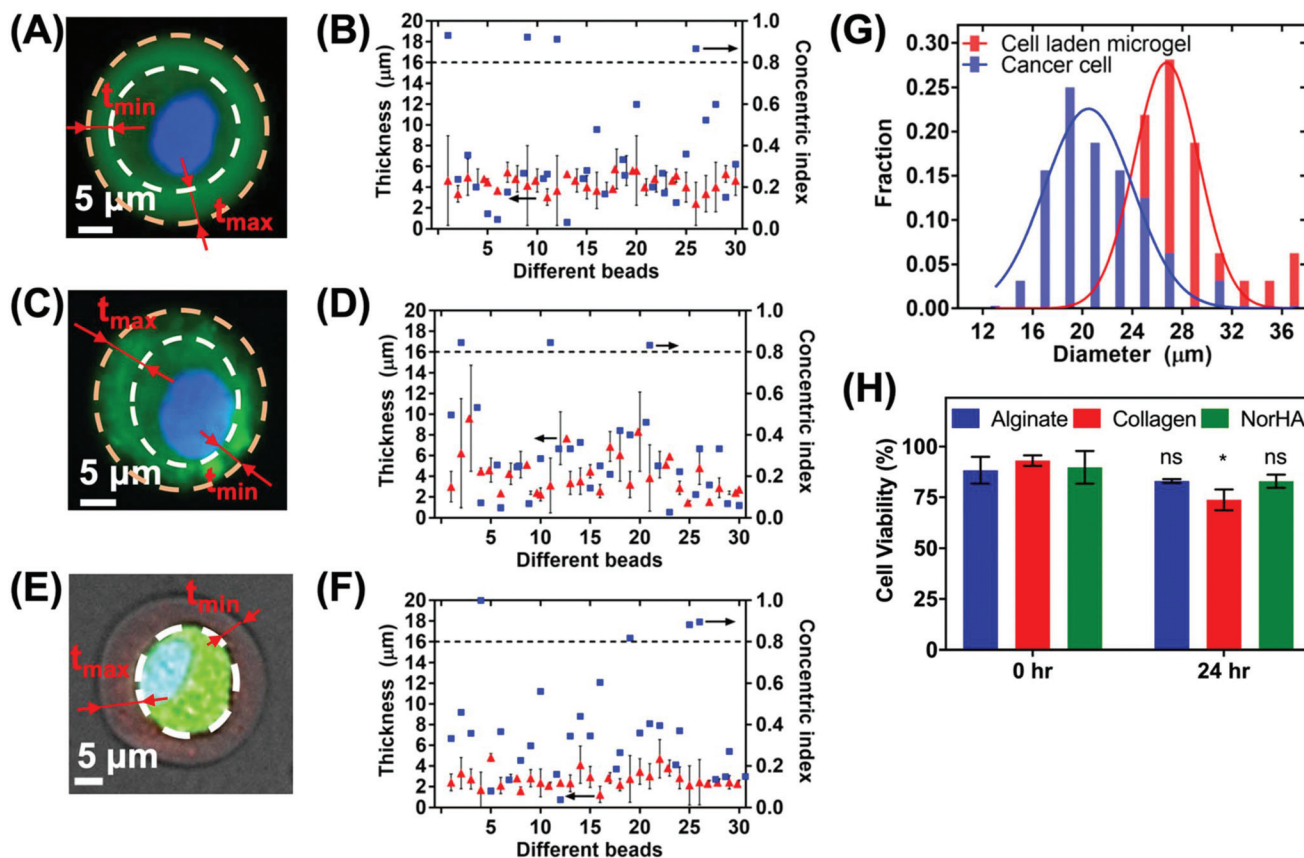 (A)
t_min
5 μm
t_max
(B)
20
18
16
14
12
10
8
6
4
2
0
Thickness (μm)
5 10 15 20 25 30
Different beads
1.0
0.8
0.6
0.4
0.2
0.0
Concentric index
(C)
t_max
5 μm
t_min
(D)
20
18
16
14
12
10
8
6
4
2
0
Thickness (μm)
5 10 15 20 25 30
Different beads
1.0
0.8
0.6
0.4
0.2
0.0
Concentric index
(E)
t_min
t_max
5 μm
(F)
20
18
16
14
12
10
8
6
4
2
0
Thickness (μm)
5 10 15 20 25 30
Different beads
1.0
0.8
0.6
0.4
0.2
0.0
Concentric index
(G)
Cell laden microgel
Cancer cell
0.30
0.25
0.20
0.15
0.10
0.05
0.00
Fraction
12 16 20 24 28 32 36
Diameter (μm)
(H)
Alginate Collagen NorHA
100
75
50
25
0
Cell Viability (%)
ns * ns
0 hr 24 hr